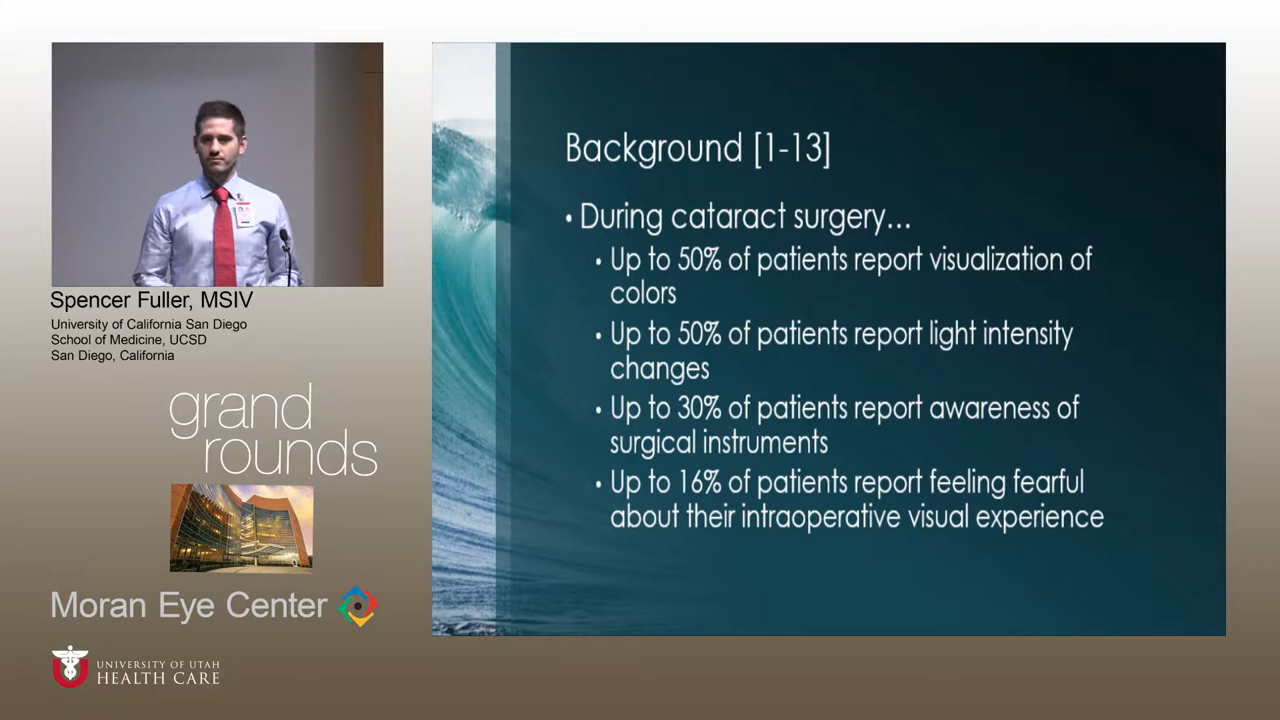 Background [1-13]
• During cataract surgery...
• Up to 50% of patients report visualization of
colors
• Up to 50% of patients report light intensity
changes
• Up to 30% of patients report awareness of
surgical instruments
• Up to 16% of patients report feeling fearful
about their intraoperative visual experience
Spencer Fuller, MSIV
University of California San Diego
School of Medicine, UCSD
San Diego, California
grand
rounds
Moran Eye Center
UNIVERSITY OF UTAH
HEALTH CARE